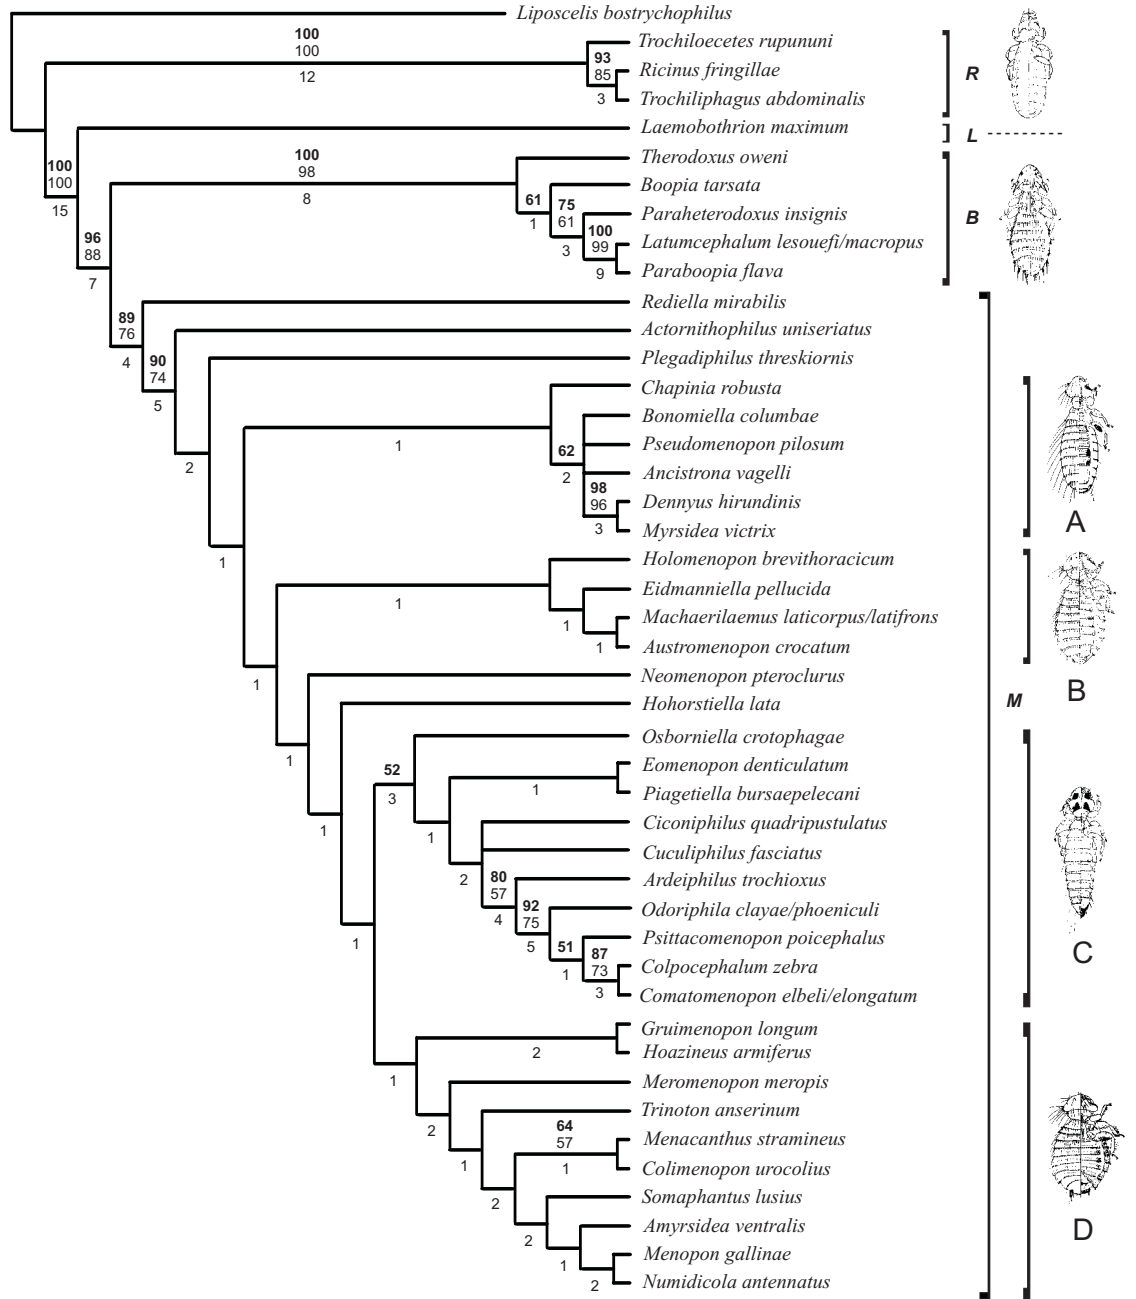 Liposcelis bostrychophilus
100
100
12
Trochiloecetes rupununi
93
85
3
Ricinus fringillae
Trochiliphagus abdominalis
R
100
100
15
Laemobothrion maximum
L
100
98
8
Therodoxus oweni
61
1
Boopia tarsata
75
61
3
Paraheterodoxus insignis
100
99
9
Latumcephalum lesouefi/macropus
Paraboopia flava
B
96
88
7
89
76
4
Rediella mirabilis
90
74
5
Actornithophilus uniseriatus
2
Plegadiphilus threskiornis
1
1
Chapinia robusta
62
2
Bonomiella columbae
Pseudomenopon pilosum
Ancistrona vagelli
98
96
3
Dennyus hirundinis
Myrsidea victrix
A
1
1
Holomenopon brevithoracicum
1
Eidmanniella pellucida
1
Machaerilaemus laticorpus/latifrons
Austromenopon crocatum
B
1
Neomenopon pteroclurus
M
1
Hohorstiella lata
1
52
3
Osborniella crotophagae
1
1
Eomenopon denticulatum
Piagetiella bursaepelecani
2
Ciconiphilus quadripustulatus
Cuculiphilus fasciatus
80
57
4
Ardeiphilus trochioxus
92
75
5
Odoriphila clayae/phoeniculi
51
1
Psittacomenopon poicephalus
87
73
3
Colpocephalum zebra
Comatomenopon elbeli/elongatum
C
1
2
Gruimenopon longum
Hoazineus armiferus
2
Meromenopon meropis
1
Trinoton anserinum
2
64
57
1
Menacanthus stramineus
Colimenopon urocolius
2
Somaphantus lusius
1
Amyrsidea ventralis
2
Menopon gallinae
Numidicola antennatus
D